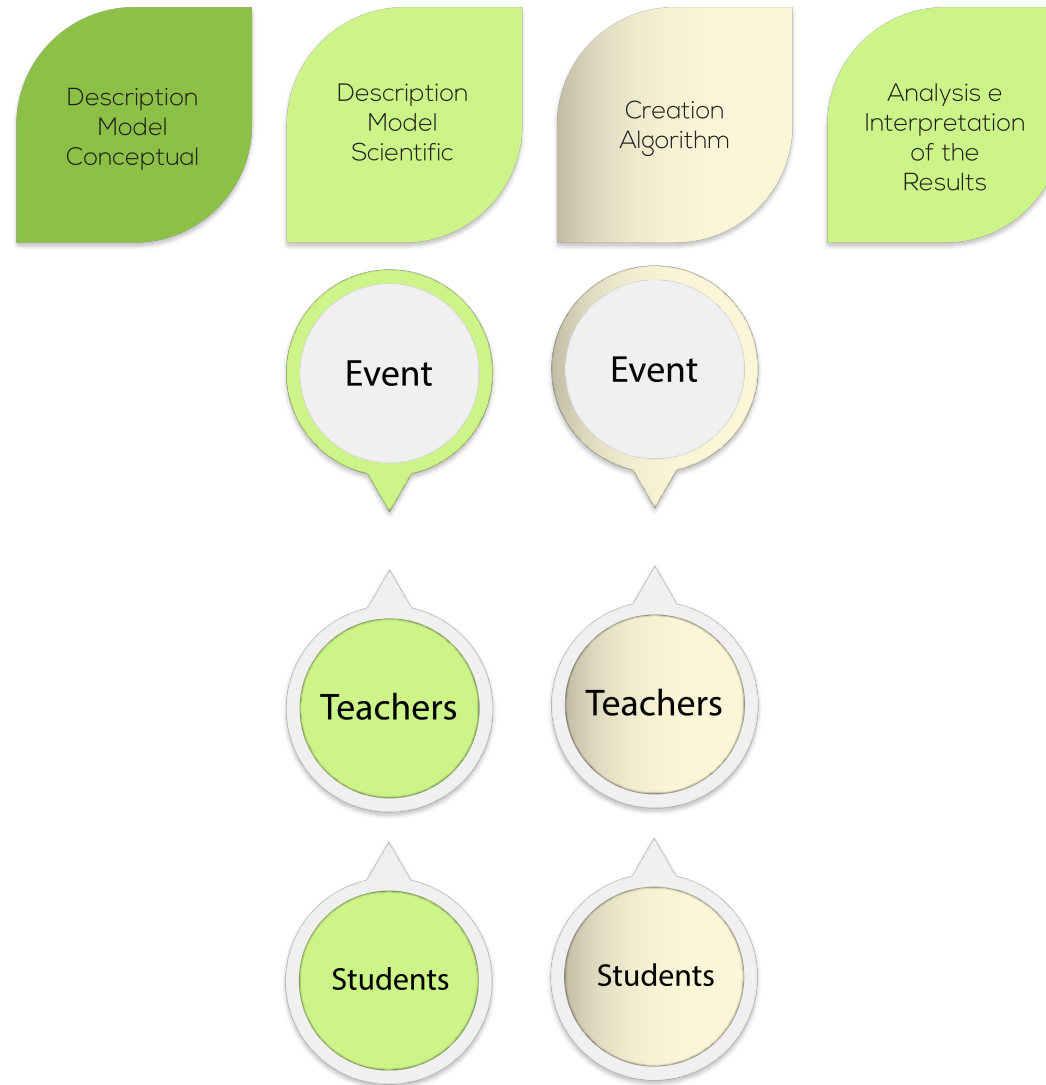 Description
Model
Conceptual
Description
Model
Scientific
Creation
Algorithm
Analysis e
Interpretation
of the
Results
Event
Event
Teachers
Teachers
Students
Students